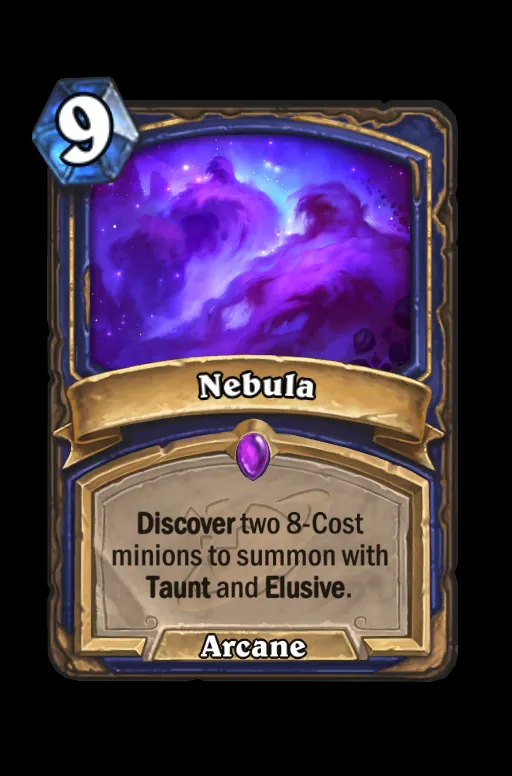 9
Nebula
Discover two 8-Cost
minions to summon with
Taunt and Elusive.
Arcane